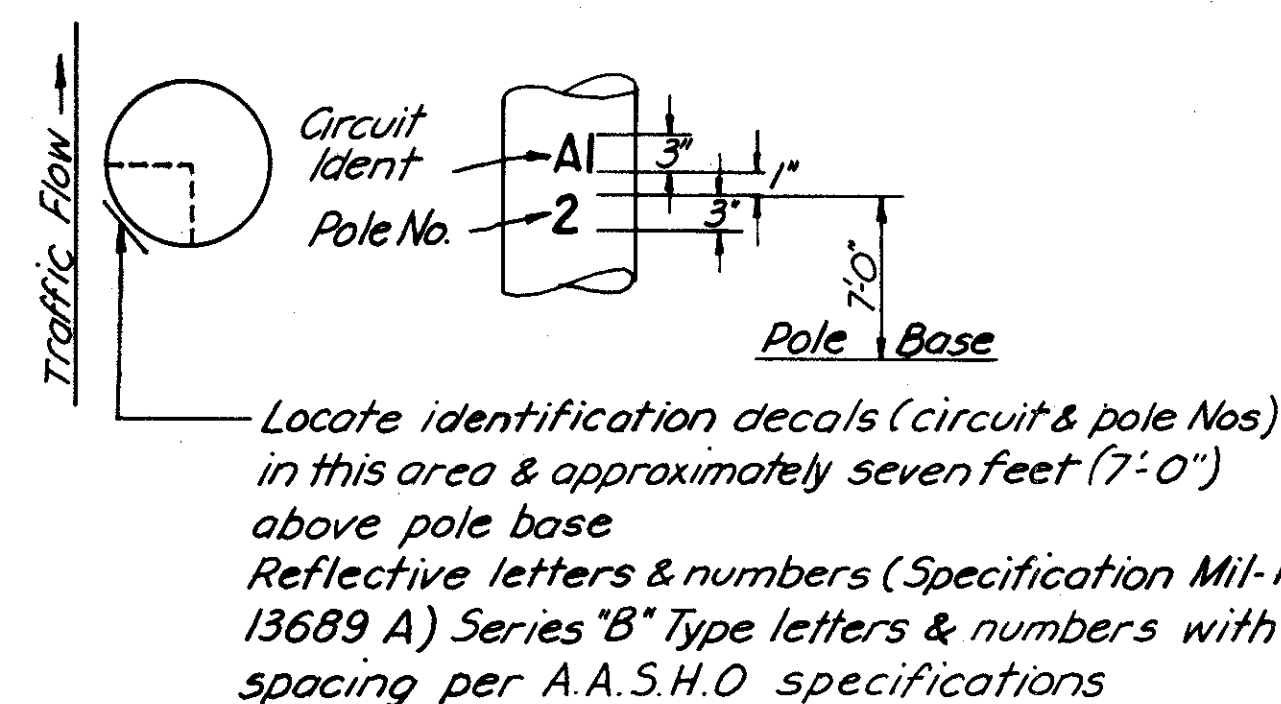 Traffic Flow
Circuit
Ident
Pole No.
A1
2
3"
1"
3"
7'-0"
Pole Base
Locate identification decals (circuit & pole Nos)
in this area & approximately seven feet (7'-0")
above pole base
Reflective letters & numbers (Specification Mil-
13689 A) Series "B" Type letters & numbers with
spacing per A.A.S.H.O specifications